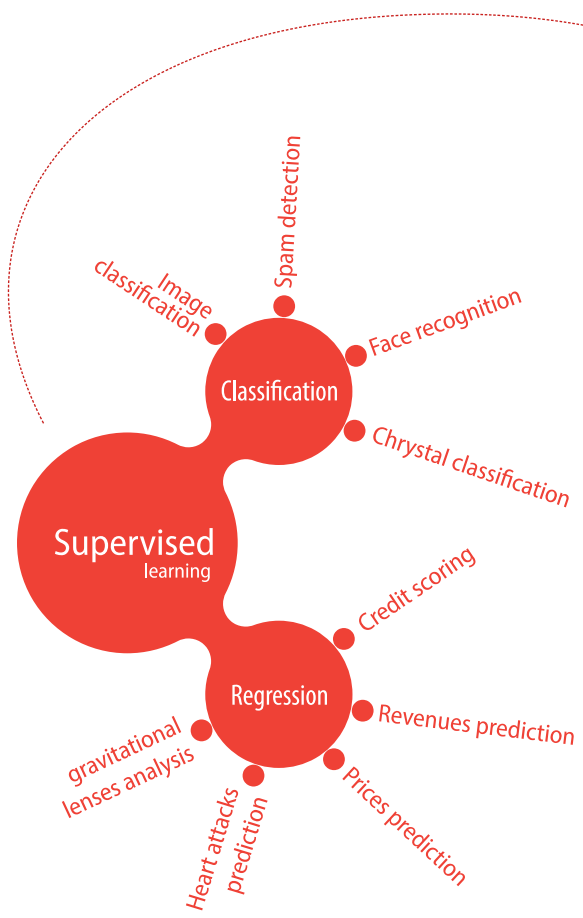 Spam detection
Image
classification
Face recognition
Classification
Chrystal classification
Supervised
learning
Credit scoring
Regression
Revenues prediction
gravitational
lenses analysis
Prices prediction
Heart attacks
prediction